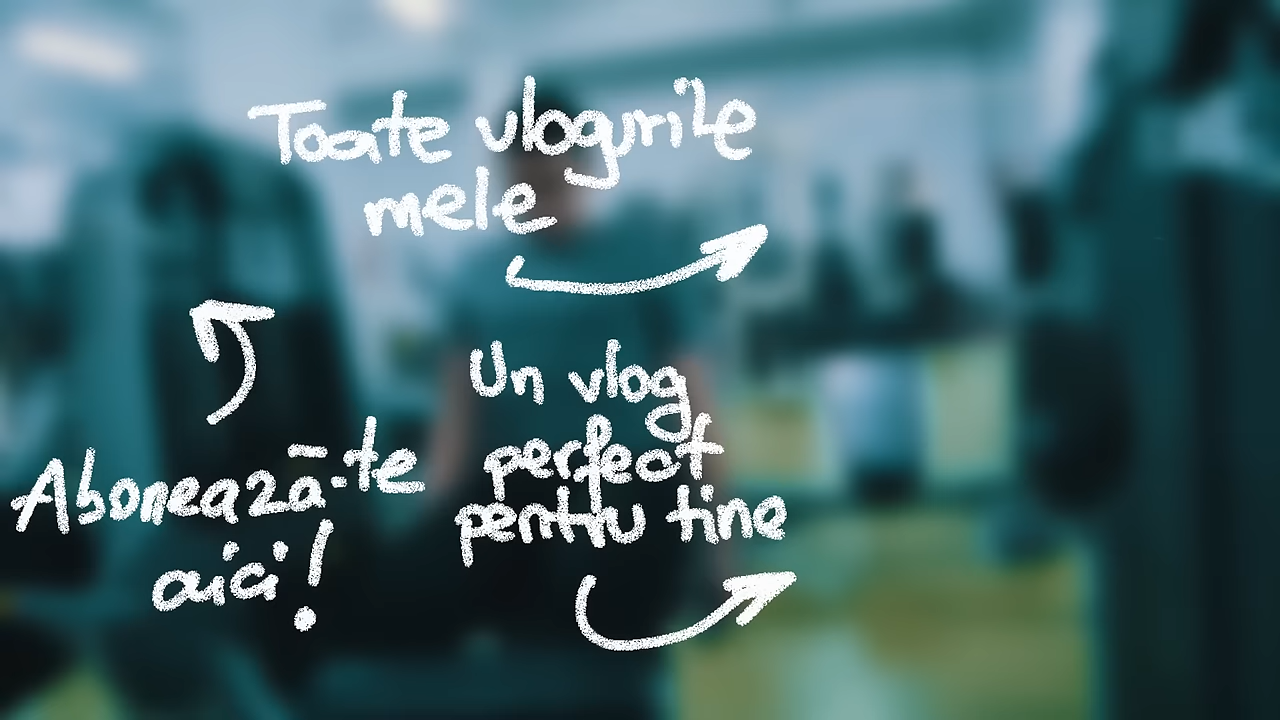 Toate vlogurile
mele
Un vlog
perfect
pentru tine
Abonează-te
aici!